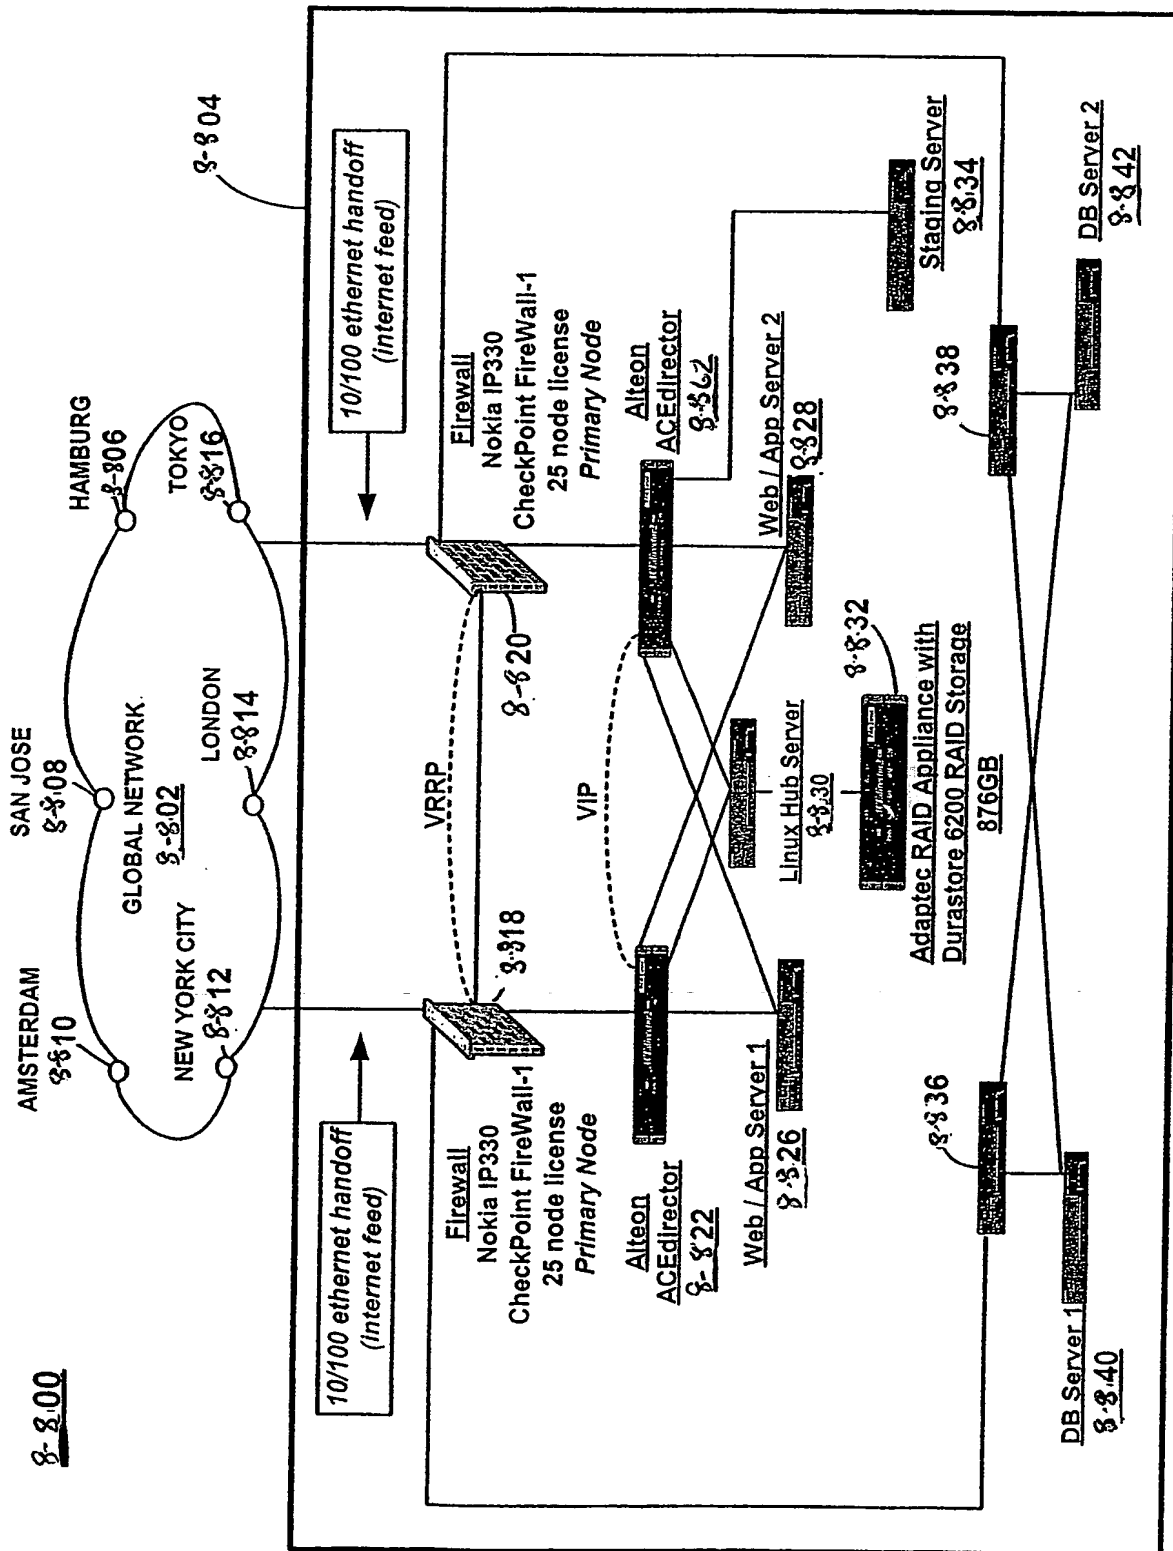 8-800
AMSTERDAM
8-810
SAN JOSE
8-808
HAMBURG
8-806
GLOBAL NETWORK
8-802
NEW YORK CITY
8-812
LONDON
8-814
TOKYO
8-816
8-804
10/100 ethernet handoff
(internet feed)
10/100 ethernet handoff
(internet feed)
VRRP
Firewall
Nokia IP330
CheckPoint FireWall-1
25 node license
Primary Node
8-818
8-820
Firewall
Nokia IP330
CheckPoint FireWall-1
25 node license
Primary Node
VIP
Alteon
ACEdirector
8-822
Alteon
ACEdirector
8-862
Web / App Server 1
8-826
Web / App Server 2
8-828
Linux Hub Server
8-830
8-832
Adaptec RAID Appliance with
Durastore 6200 RAID Storage
876GB
Staging Server
8-834
8-836
8-838
DB Server 1
8-840
DB Server 2
8-842